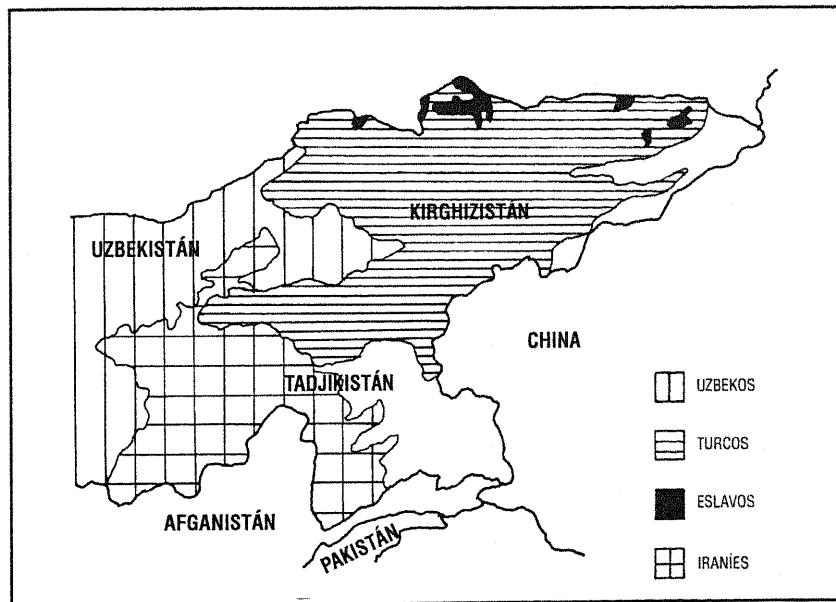 KIRGHIZISTÁN
UZBEKISTÁN
CHINA
TADJIKISTÁN
UZBEKOS
TURCOS
ESLAVOS
AFGANISTÁN
PAKISTÁN
IRANÍES